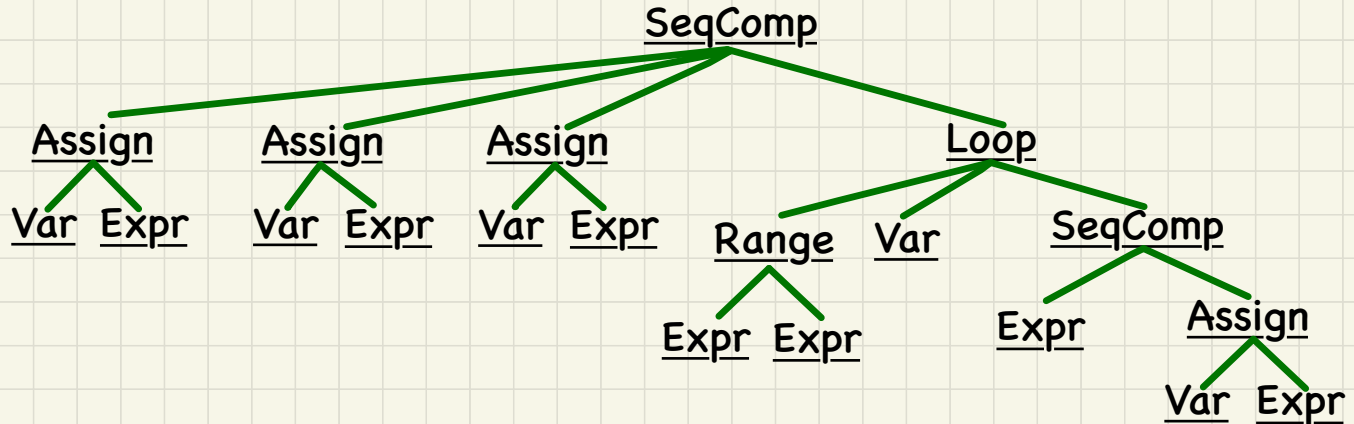 SeqComp
Assign Assign Assign Loop
Var Expr Var Expr Var Expr Range Var SeqComp
Expr Expr Expr Assign
Var Expr